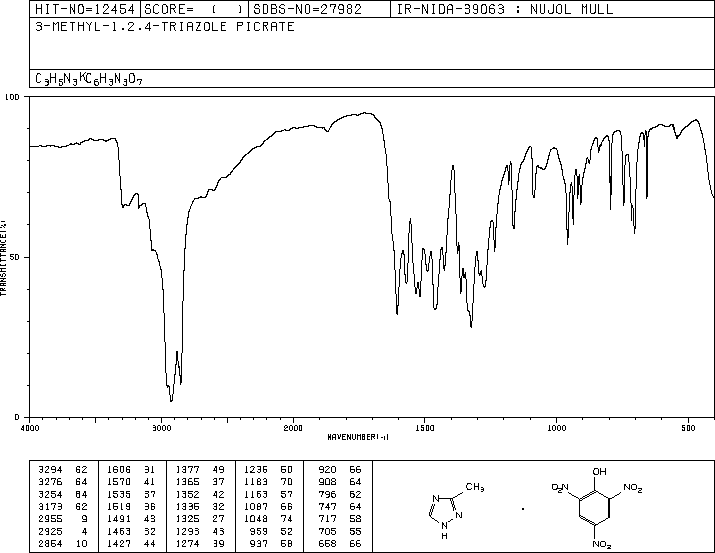 HIT-NO=12454 SCORE= ( ) SDBS-NO=27982 IR-NIDA-39063 : NUJOL MULL
3-METHYL-1,2,4-TRIAZOLE PICRATE
C3H5N3·C6H3N3O7
100
50
0
TRANSMITTANCE(%)
4000 3000 2000 1500 1000 500
WAVENUMBER(-1)
3294 62 1606 31 1377 49 1236 50 920 66
3276 64 1570 41 1365 37 1183 70 908 64
3254 64 1535 37 1352 42 1163 57 796 62
3173 62 1519 36 1336 32 1087 66 747 64
2955 9 1491 43 1325 27 1048 74 717 58
2925 4 1463 32 1293 43 959 52 705 55
2854 10 1427 44 1274 39 937 58 658 66
CH3
N
N
N
H
·
OH
O2N
NO2
NO2